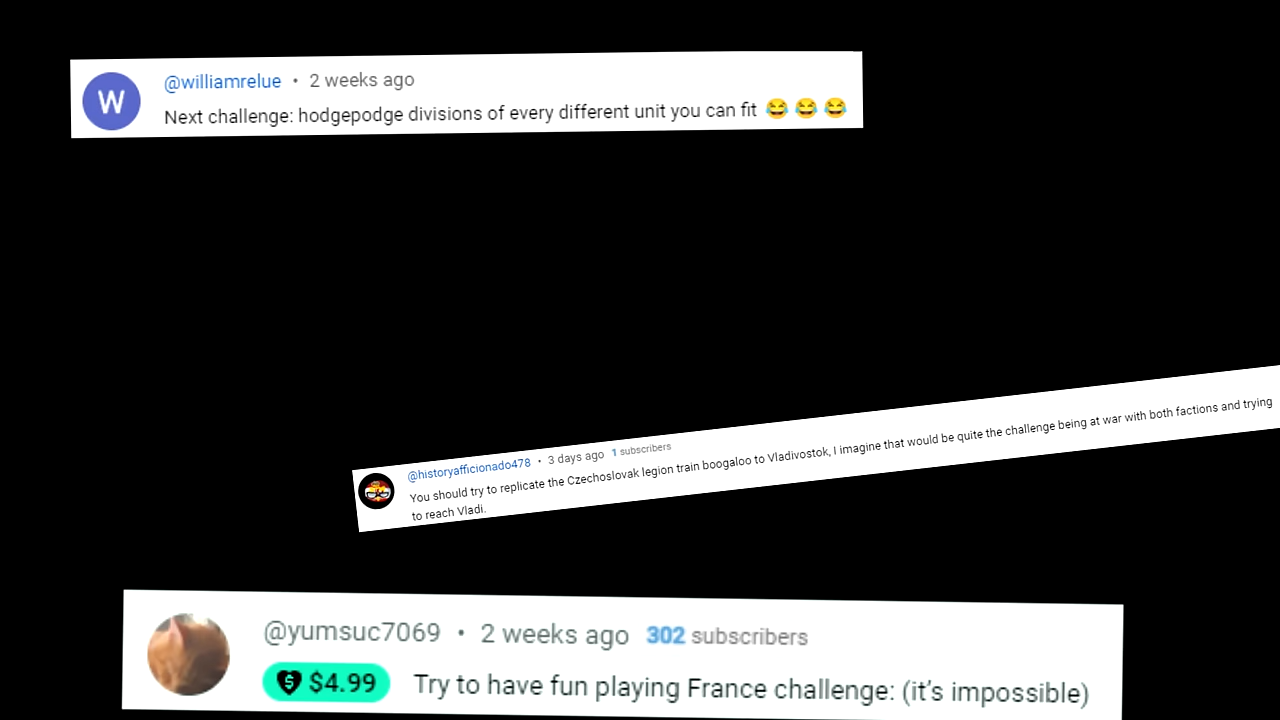 W
@williamrelue • 2 weeks ago
Next challenge: hodgepodge divisions of every different unit you can fit 😂 😂 😂
@historyafficionado478 • 3 days ago 1 subscribers
You should try to replicate the Czechoslovak legion train boogaloo to Vladivostok, I imagine that would be quite the challenge being at war with both factions and trying
to reach Vladi.
@yumsuc7069 • 2 weeks ago 302 subscribers
$ $4.99 Try to have fun playing France challenge: (it’s impossible)